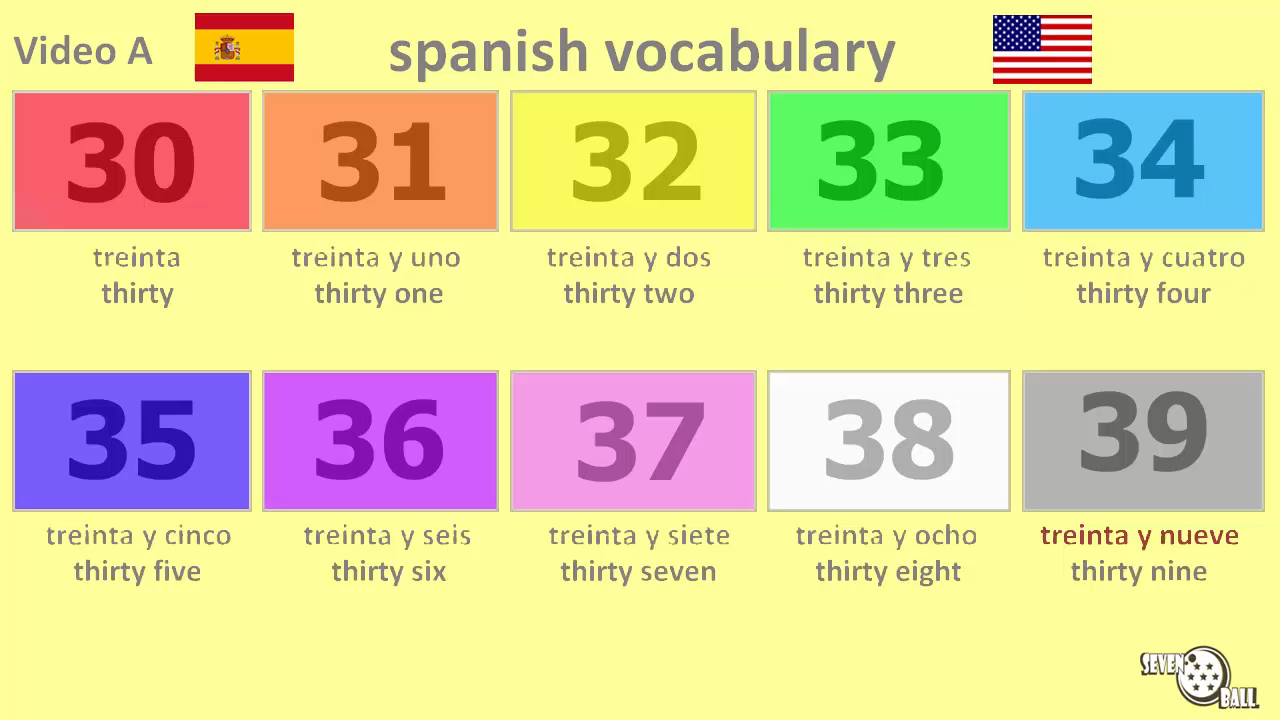 Video A
spanish vocabulary
30 31 32 33 34
treinta treinta y uno treinta y dos treinta y tres treinta y cuatro
thirty thirty one thirty two thirty three thirty four
35 36 37 38 39
treinta y cinco treinta y seis treinta y siete treinta y ocho treinta y nueve
thirty five thirty six thirty seven thirty eight thirty nine
SEVEN
BALL